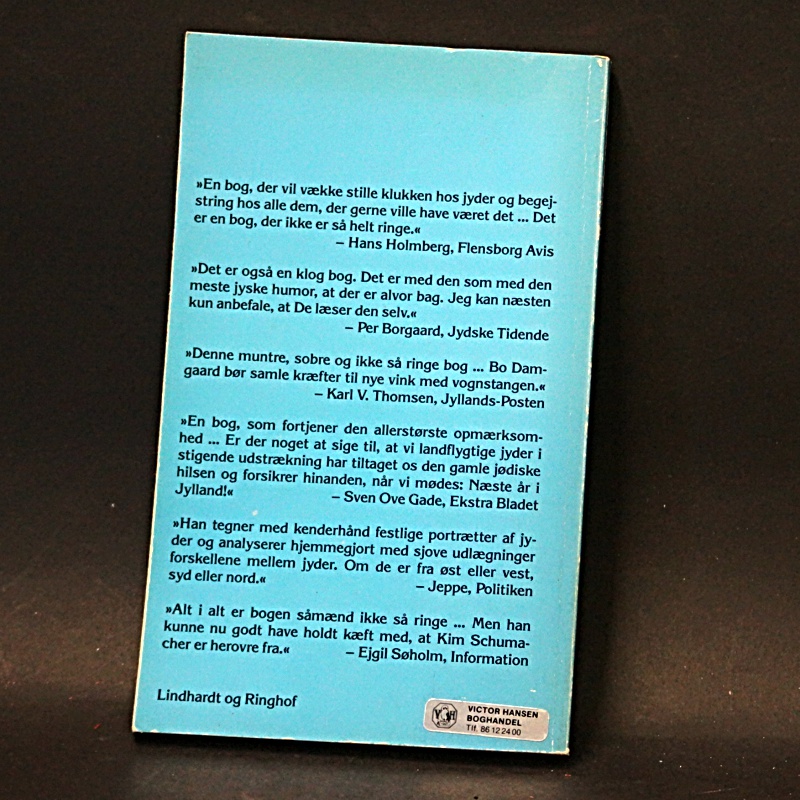 »En bog, der vil vække stille klukken hos jyder og begej-
string hos alle dem, der gerne ville have været det ... Det
er en bog, der ikke er så helt ringe.«
– Hans Holmberg, Flensborg Avis
»Det er også en klog bog. Det er med den som med den
meste jyske humor, at der er alvor bag. Jeg kan næsten
kun anbefale, at De læser den selv.«
– Per Borgaard, Jydske Tidende
»Denne muntre, sobre og ikke så ringe bog ... Bo Dam-
gaard bør samle kræfter til nye vink med vognstangen.«
– Karl V. Thomsen, Jyllands-Posten
»En bog, som fortjener den allerstørste opmærksom-
hed ... Er der noget at sige til, at vi landflygtige jyder i
stigende udstrækning har tiltaget os den gamle jødiske
hilsen og forsikrer hinanden, når vi mødes: Næste år i
Jylland!« – Sven Ove Gade, Ekstra Bladet
»Han tegner med kenderhånd festlige portrætter af jy-
der og analyserer hjemmegjort med sjove udlægninger
forskellene mellem jyder. Om de er fra øst eller vest,
syd eller nord.« – Jeppe, Politiken
»Alt i alt er bogen såmænd ikke så ringe ... Men han
kunne nu godt have holdt kæft med, at Kim Schuma-
cher er herovre fra.« – Ejgil Søholm, Information
Lindhardt og Ringhof
VGH
VICTOR HANSEN
BOGHANDEL
Tlf. 86 12 24 00